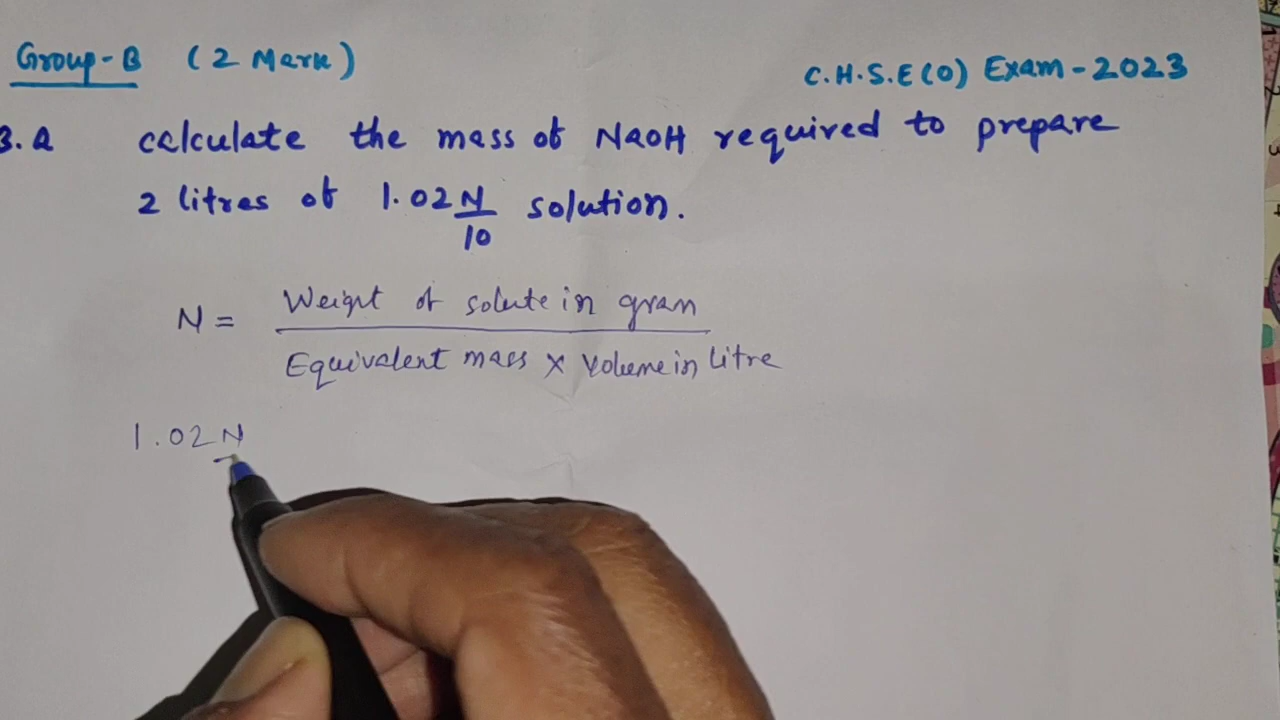 Group-B (2 Mark) C.H.S.E(O) Exam-2023
3.a calculate the mass of NaOH required to prepare
2 litres of 1.02 N/10 solution.
N = Weight of solute in gram
Equivalent mass × volume in litre
1.02 N